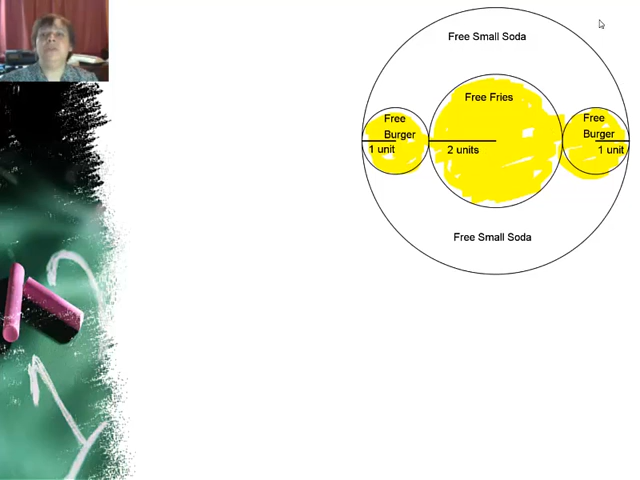 Free Small Soda
Free Fries
Free
Burger
1 unit
2 units
Free
Burger
1 unit
Free Small Soda